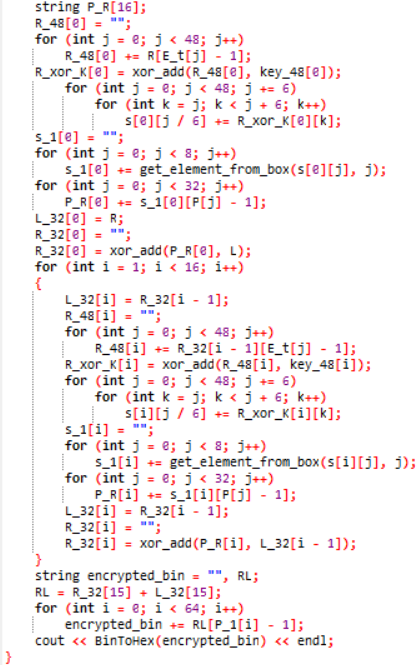 string P_R[16];
R_48[0] = "";
for (int j = 0; j < 48; j++)
R_48[0] += R[E_t[j] - 1];
R_xor_K[0] = xor_add(R_48[0], key_48[0]);
for (int j = 0; j < 48; j += 6)
for (int k = j; k < j + 6; k++)
s[0][j / 6] += R_xor_K[0][k];
s_1[0] = "";
for (int j = 0; j < 8; j++)
s_1[0] += get_element_from_box(s[0][j], j);
for (int j = 0; j < 32; j++)
P_R[0] += s_1[0][P[j] - 1];
L_32[0] = R;
R_32[0] = "";
R_32[0] = xor_add(P_R[0], L);
for (int i = 1; i < 16; i++)
{
L_32[i] = R_32[i - 1];
R_48[i] = "";
for (int j = 0; j < 48; j++)
R_48[i] += R_32[i - 1][E_t[j] - 1];
R_xor_K[i] = xor_add(R_48[i], key_48[i]);
for (int j = 0; j < 48; j += 6)
for (int k = j; k < j + 6; k++)
s[i][j / 6] += R_xor_K[i][k];
s_1[i] = "";
for (int j = 0; j < 8; j++)
s_1[i] += get_element_from_box(s[i][j], j);
for (int j = 0; j < 32; j++)
P_R[i] += s_1[i][P[j] - 1];
L_32[i] = R_32[i - 1];
R_32[i] = "";
R_32[i] = xor_add(P_R[i], L_32[i - 1]);
}
string encrypted_bin = "", RL;
RL = R_32[15] + L_32[15];
for (int i = 0; i < 64; i++)
encrypted_bin += RL[P_1[i] - 1];
cout << BinToHex(encrypted_bin) << endl;
}